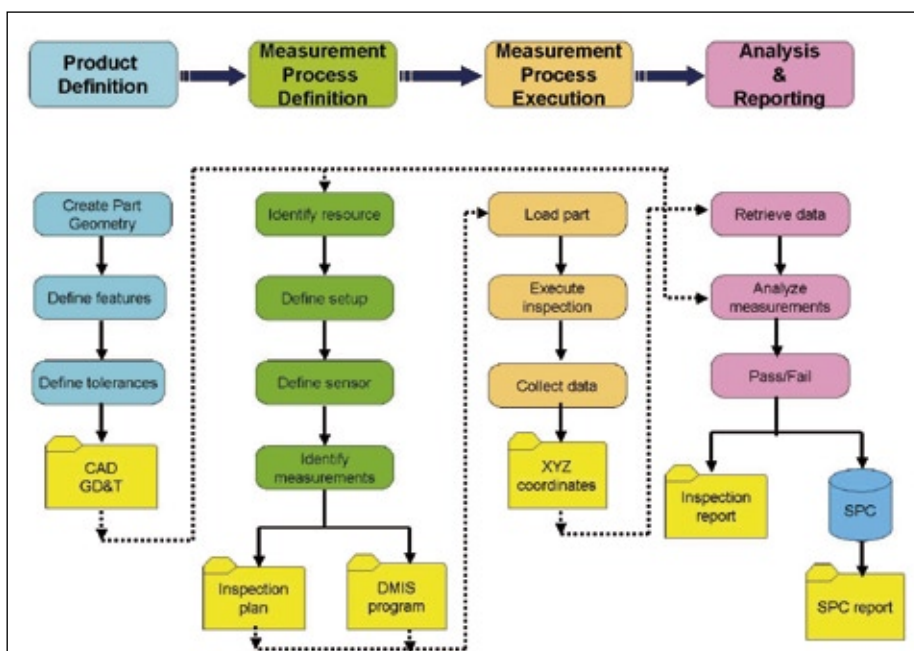 Product
Definition
Measurement
Process
Definition
Measurement
Process
Execution
Analysis
&
Reporting
Create Part
Geometry
Define features
Define tolerances
CAD
GD&T
Identify resource
Define setup
Define sensor
Identify
measurements
Inspection
plan
DMIS
program
Load part
Execute
inspection
Collect data
XYZ
coordinates
Retrieve data
Analyze
measurements
Pass/Fail
Inspection
report
SPC
SPC report